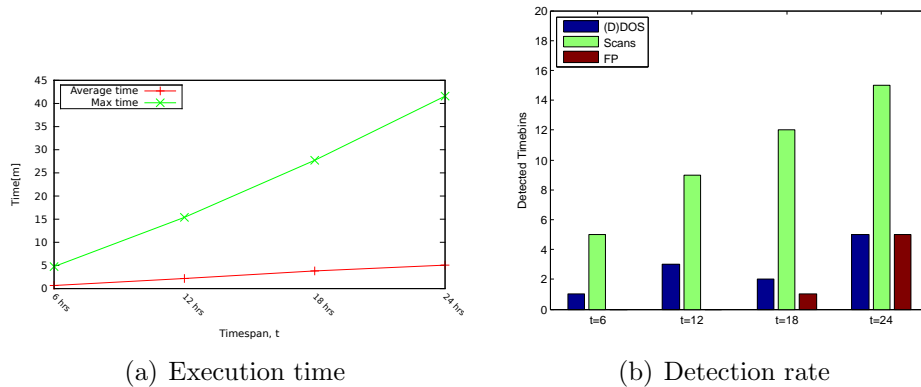 45
40
35
30
25
20
15
10
5
0
Time[m]
Average time
Max time
6 hrs
12 hrs
18 hrs
24 hrs
Timespan, t
(a) Execution time
20
18
16
14
12
10
8
6
4
2
0
Detected Timebins
(D)DOS
Scans
FP
t=6
t=12
t=18
t=24
(b) Detection rate